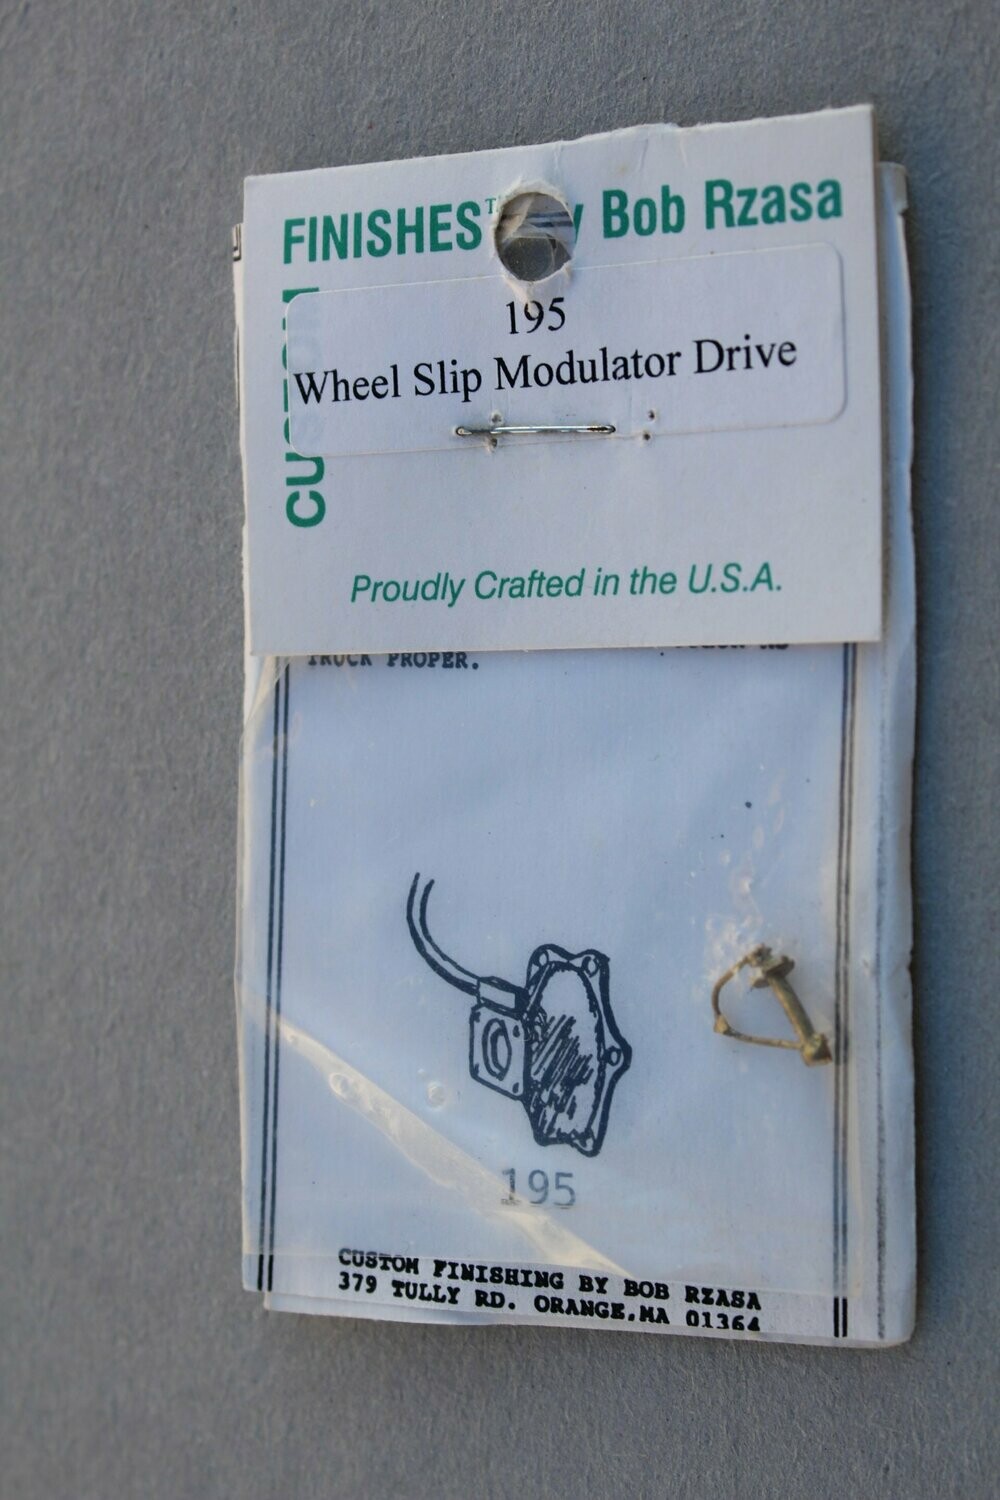 FINISHES
Bob Rzasa
195
Wheel Slip Modulator Drive
Proudly Crafted in the U.S.A.
TRUCK PROPER.
195
CUSTOM FINISHING BY BOB RZASA
379 TULLY RD. ORANGE,MA 01364